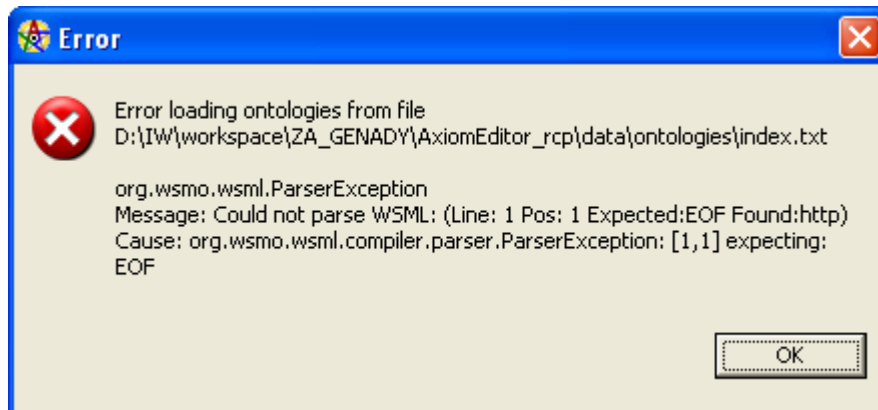 Error
Error loading ontologies from file
D:\IW\workspace\ZA_GENADY\AxiomEditor_rcp\data\ontologies\index.txt
org.wsmo.wsml.ParserException
Message: Could not parse WSML: (Line: 1 Pos: 1 Expected:EOF Found:http)
Cause: org.wsmo.wsml.compiler.parser.ParserException: [1,1] expecting:
EOF
OK